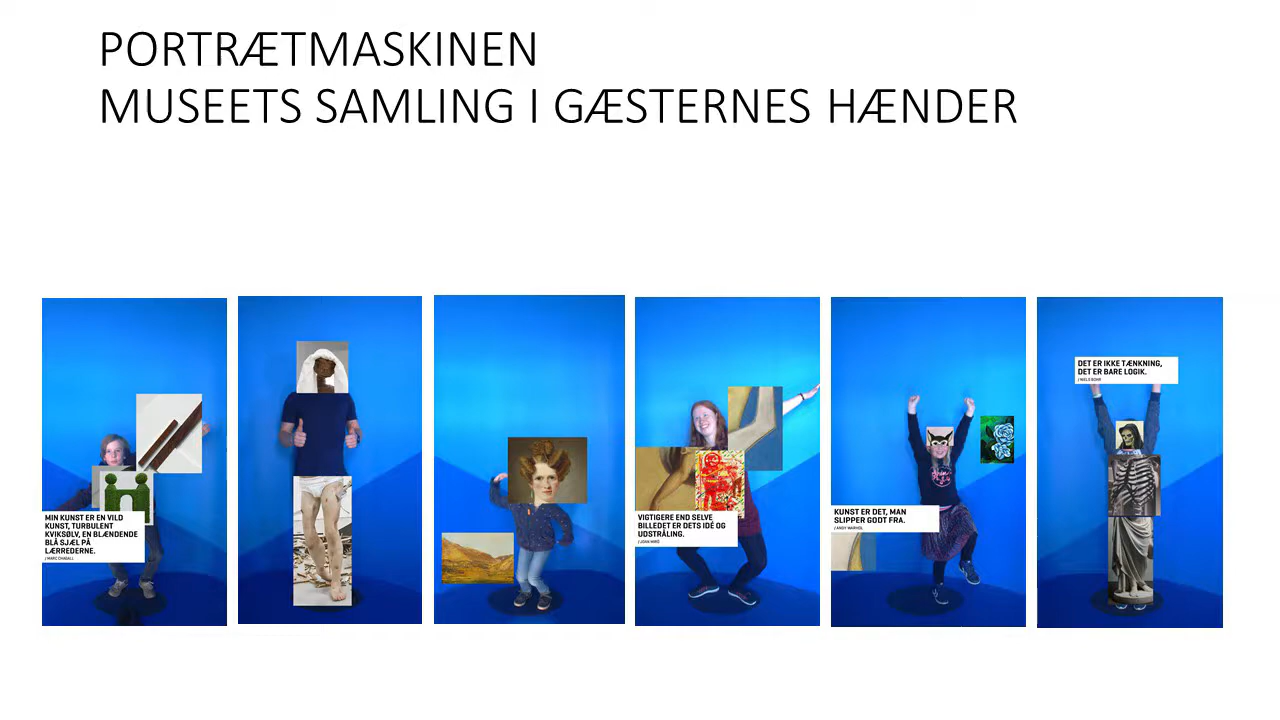 PORTRÆTMASKINEN
MUSEETS SAMLING I GÆSTERNES HÆNDER
MIN KUNST ER EN VILD
KUNST, TURBULENT
KVIKSØLV, EN BLÆNDENDE
BLÅ SJÆL PÅ
LÆRREDERNE.
/ MARC CHAGALL
VIGTIGERE END SELVE
BILLEDET ER DETS IDÉ OG
UDSTRÅLING.
/ JOAN MIRÓ
KUNST ER DET, MAN
SLIPPER GODT FRA.
/ ANDY WARHOL
DET ER IKKE TÆNKNING,
DET ER BARE LOGIK.
/ NIELS BOHR